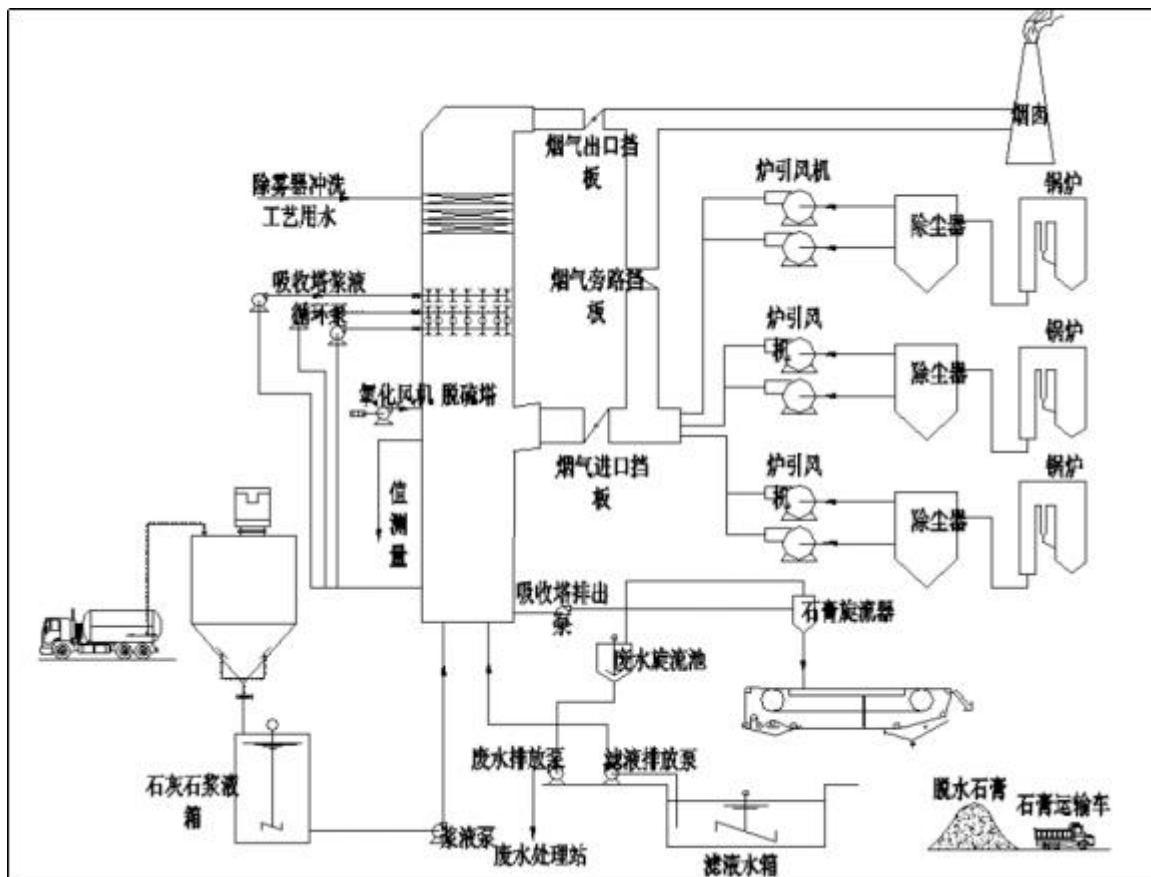 烟囱
烟气出口挡
板
炉引风机
锅炉
除尘器
除雾器冲洗
工艺用水
吸收塔浆液
循环泵
烟气旁路挡
板
炉引风
机
锅炉
除尘器
氧化风机
脱硫塔
烟气进口挡
板
炉引风
机
锅炉
除尘器
值
测
量
吸收塔排出
泵
石膏旋流器
废水旋流池
石灰石浆液
箱
浆液泵
废水排放泵
滤液排放泵
废水处理站
滤液水箱
脱水石膏
石膏运输车